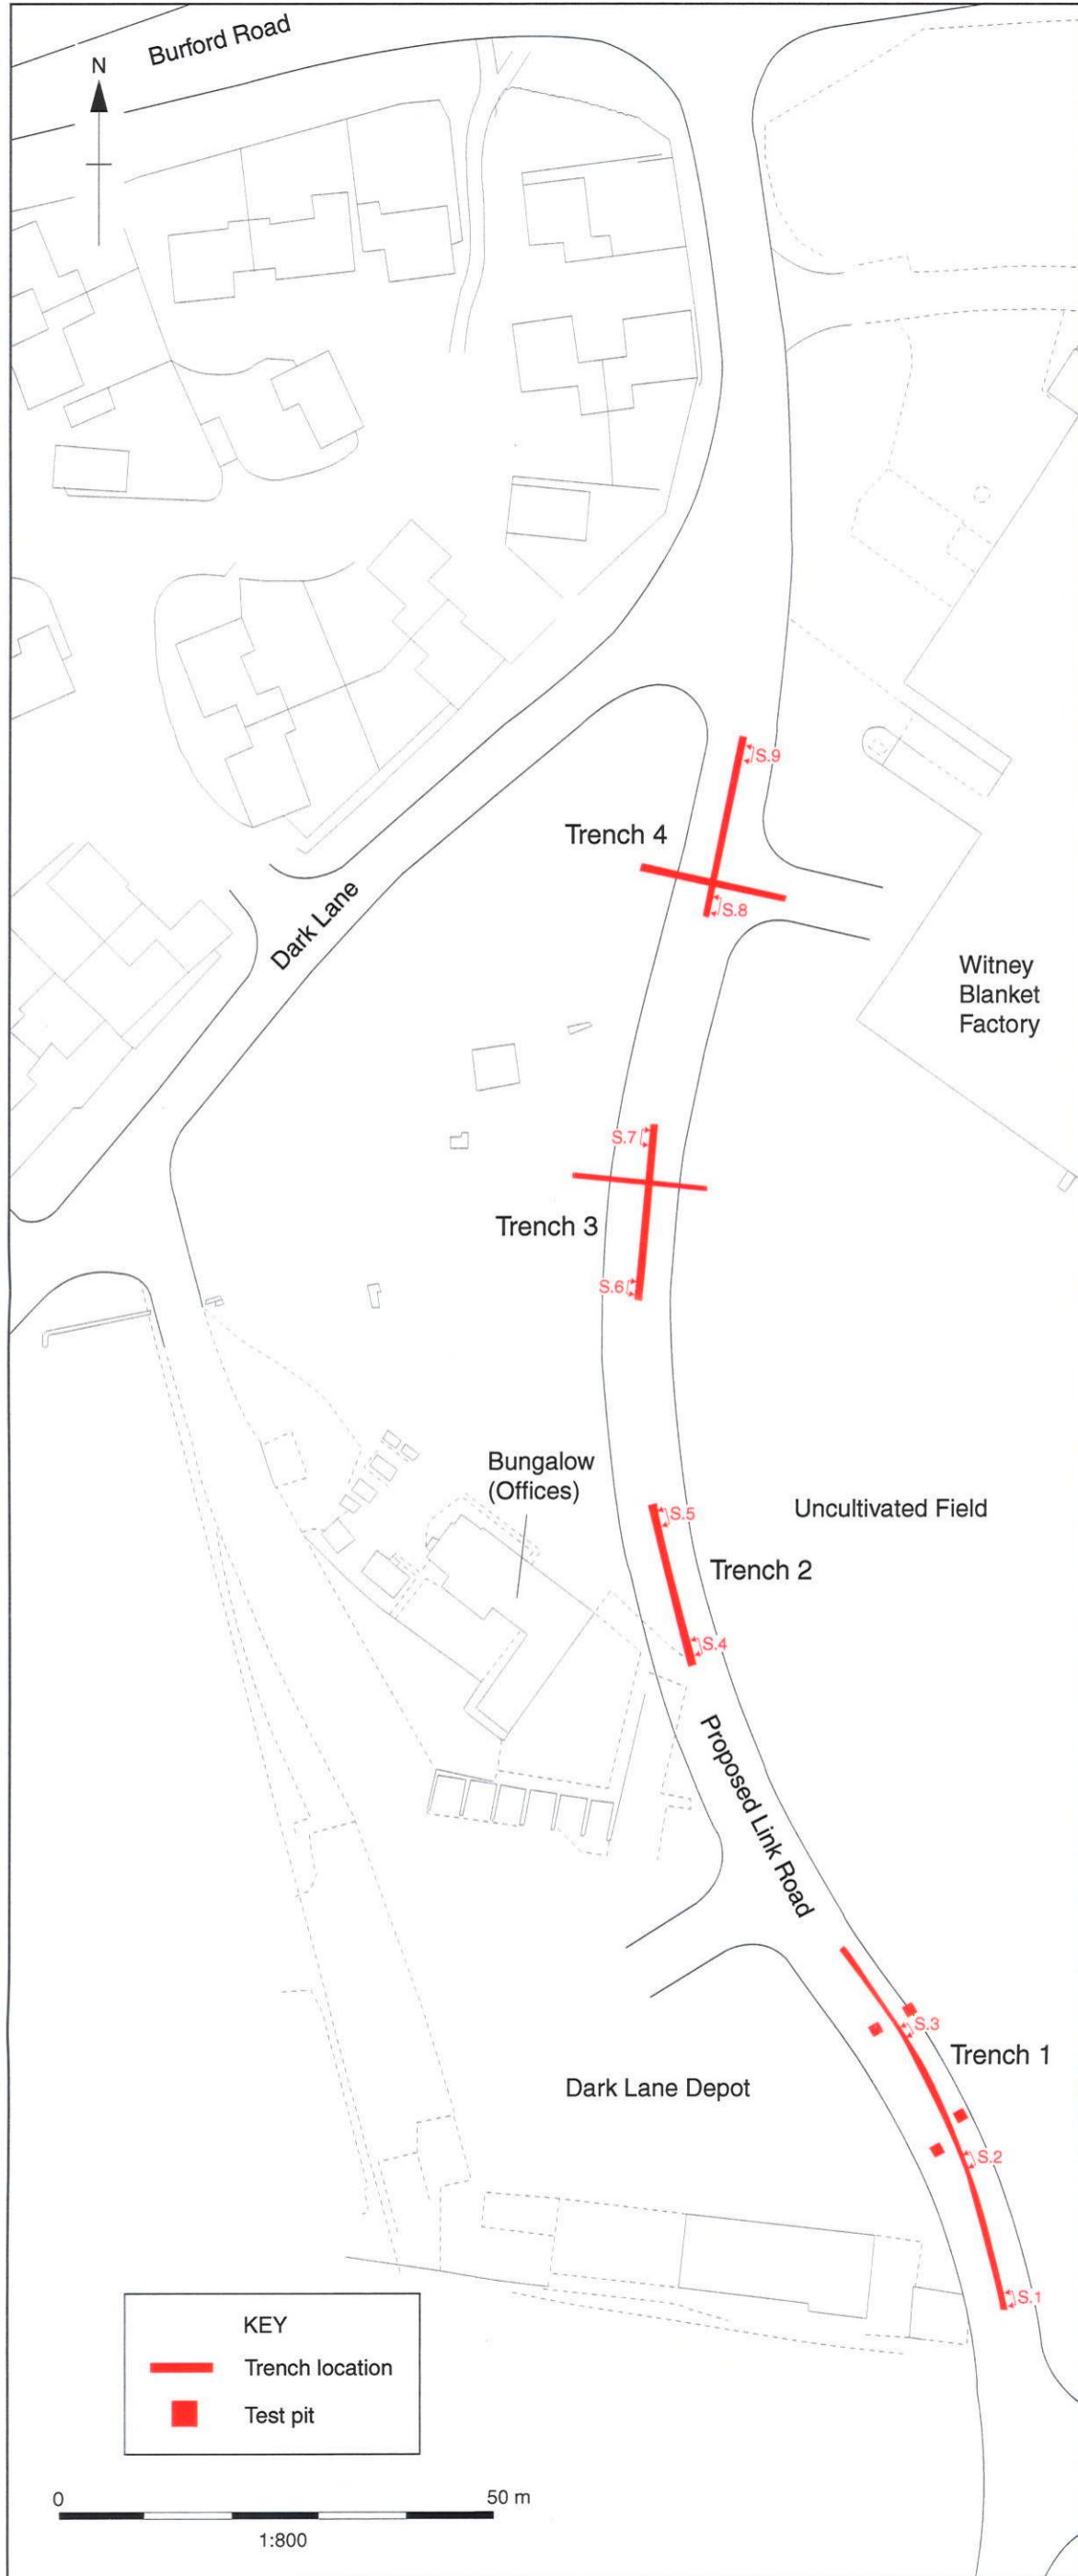 Burford Road
N
S.9
Trench 4
S.8
Dark Lane
Witney
Blanket
Factory
S.7
Trench 3
S.6
Bungalow
(Offices)
Uncultivated Field
S.5
Trench 2
S.4
Proposed Link Road
S.3
Trench 1
Dark Lane Depot
S.2
S.1
KEY
Trench location
Test pit
0
50 m
1:800